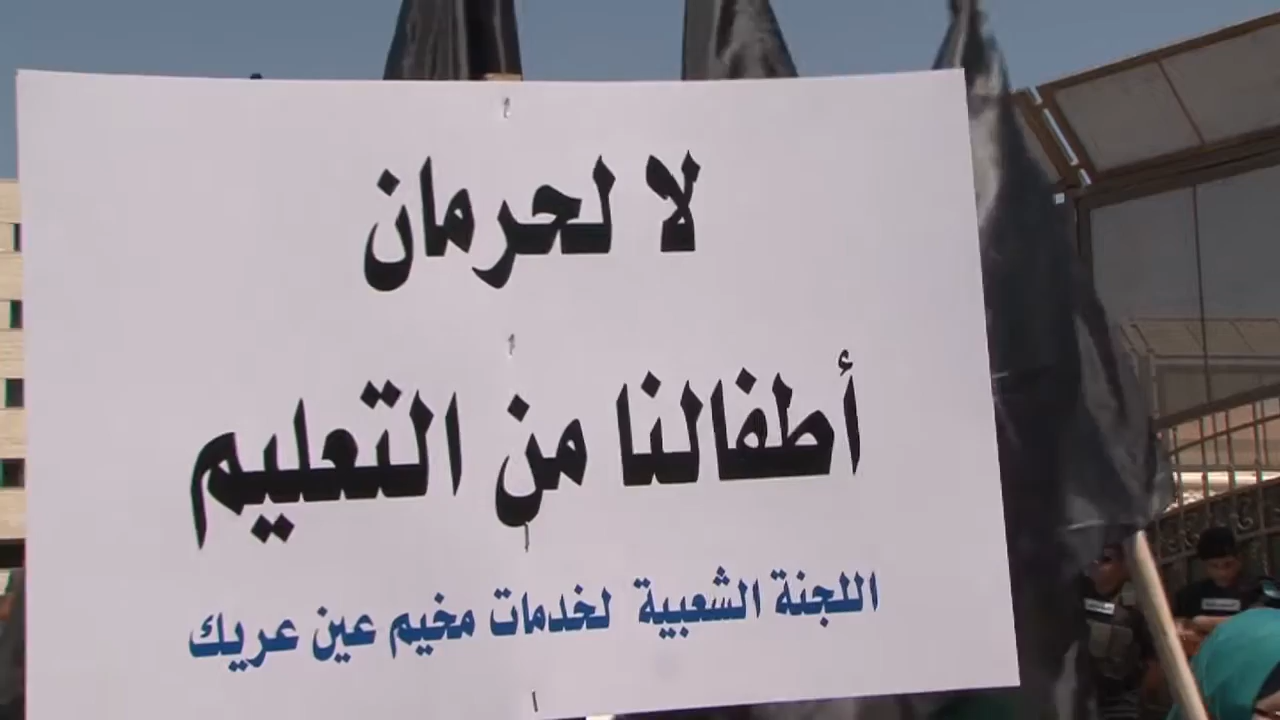 لا لحرمان
أطفالنا من التعليم
اللجنة الشعبية لخدمات مخيم عين عريك